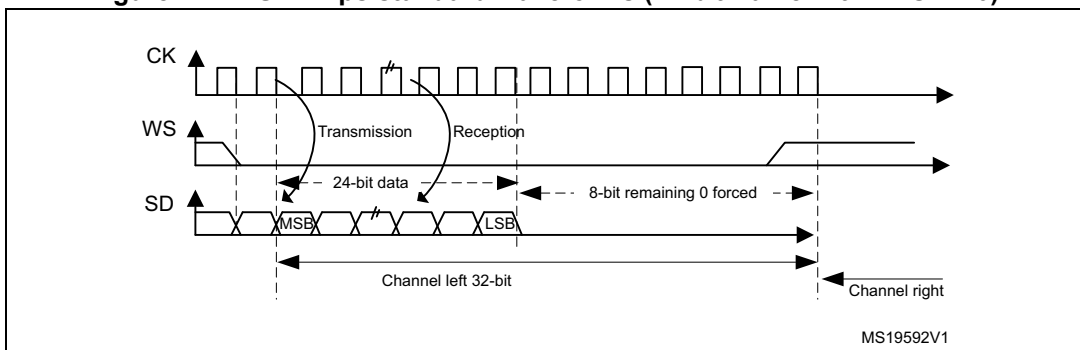 CK
Transmission
Reception
WS
24-bit data
8-bit remaining 0 forced
SD
MSB
LSB
Channel left 32-bit
Channel right
MS19592V1